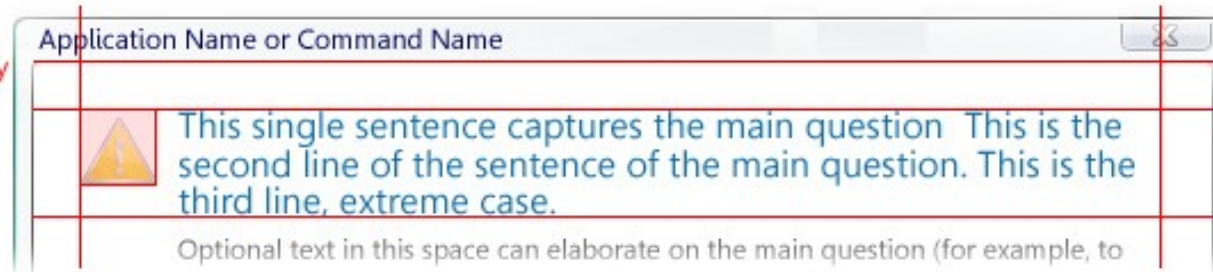 Application Name or Command Name
This single sentence captures the main question This is the
second line of the sentence of the main question. This is the
third line, extreme case.
Optional text in this space can elaborate on the main question (for example, to